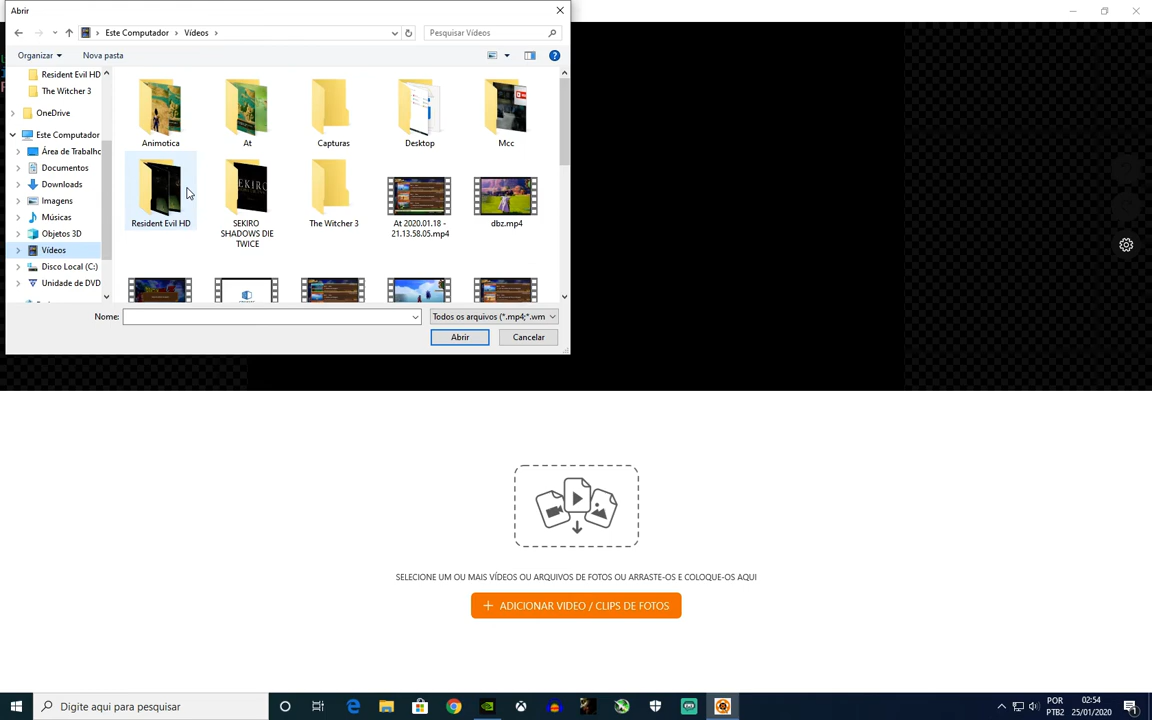 Abrir
Este Computador > Vídeos >
Pesquisar Vídeos
Organizar
Nova pasta
Resident Evil HD
The Witcher 3
OneDrive
Este Computador
Área de Trabalho
Documentos
Downloads
Imagens
Músicas
Objetos 3D
Vídeos
Disco Local (C:)
Unidade de DVD
Animotica
At
Capturas
Desktop
Mcc
Resident Evil HD
SEKIRO
SEKIRO SHADOWS DIE TWICE
The Witcher 3
At 2020.01.18 - 21.13.58.05.mp4
dbz.mp4
Nome:
Todos os arquivos (*.mp4;*.wm
Abrir
Cancelar
SELECIONE UM OU MAIS VÍDEOS OU ARQUIVOS DE FOTOS OU ARRASTE-OS E COLOQUE-OS AQUI
+ ADICIONAR VIDEO / CLIPS DE FOTOS
Digite aqui para pesquisar
POR
PTB2
02:54
25/01/2020